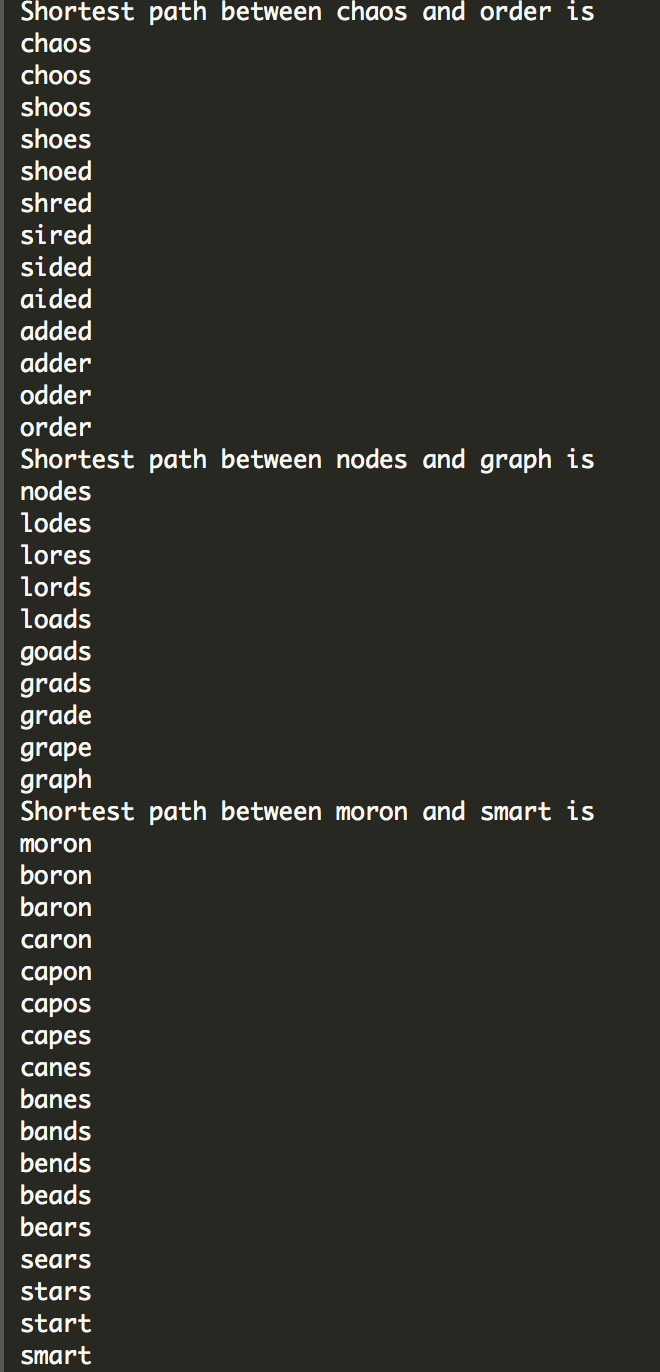 Shortest path between chaos and order is
chaos
choos
shoos
shoes
shoed
shred
sired
sided
aided
added
adder
odder
order
Shortest path between nodes and graph is
nodes
lodes
lores
lords
loads
goads
grads
grade
grape
graph
Shortest path between moron and smart is
moron
boron
baron
caron
capon
capos
capes
canes
banes
bands
bends
beads
bears
sears
stars
start
smart